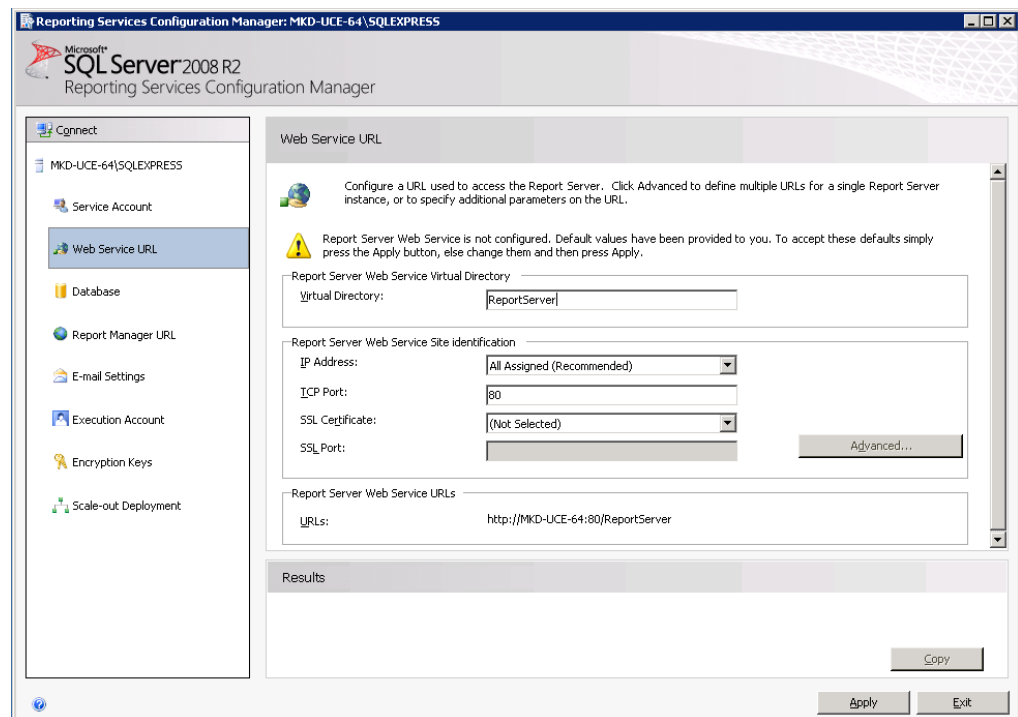 Reporting Services Configuration Manager: MKD-UCE-64\SQLEXPRESS
Microsoft®
SQL Server 2008 R2
Reporting Services Configuration Manager
Connect
MKD-UCE-64\SQLEXPRESS
Service Account
Web Service URL
Database
Report Manager URL
E-mail Settings
Execution Account
Encryption Keys
Scale-out Deployment
Web Service URL
Configure a URL used to access the Report Server. Click Advanced to define multiple URLs for a single Report Server
instance, or to specify additional parameters on the URL.
Report Server Web Service is not configured. Default values have been provided to you. To accept these defaults simply
press the Apply button, else change them and then press Apply.
Report Server Web Service Virtual Directory
Virtual Directory: ReportServer
Report Server Web Service Site identification
IP Address: All Assigned (Recommended)
TCP Port: 80
SSL Certificate: (Not Selected)
SSL Port:
Advanced...
Report Server Web Service URLs
URLs: http://MKD-UCE-64:80/ReportServer
Results
Copy
Apply Exit